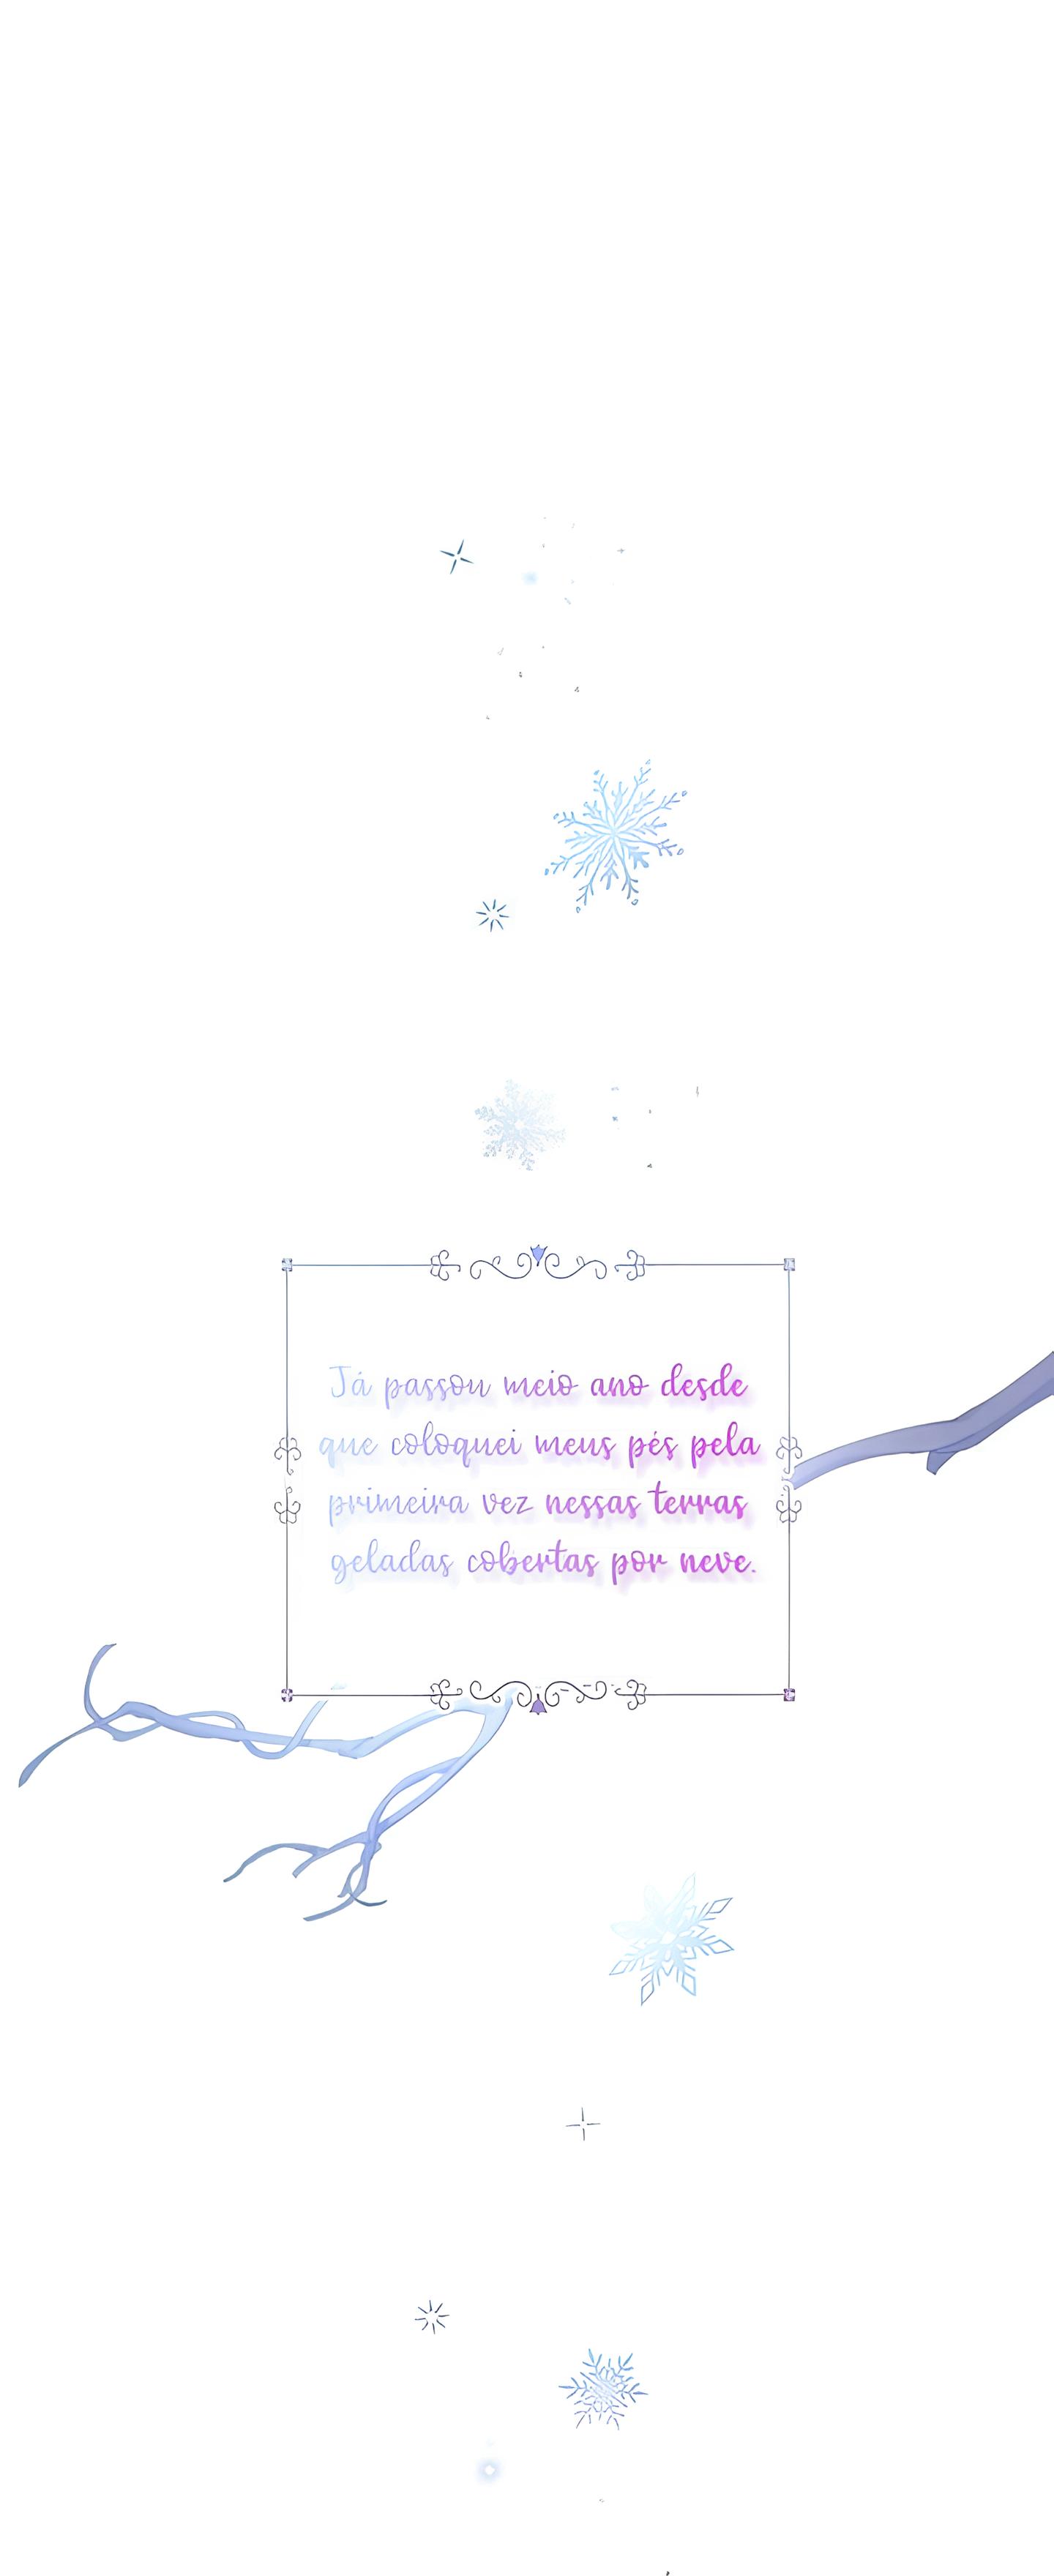 Já passou meio ano desde
que coloquei meus pés pela
primeira vez nessas terras
geladas cobertas por neve.